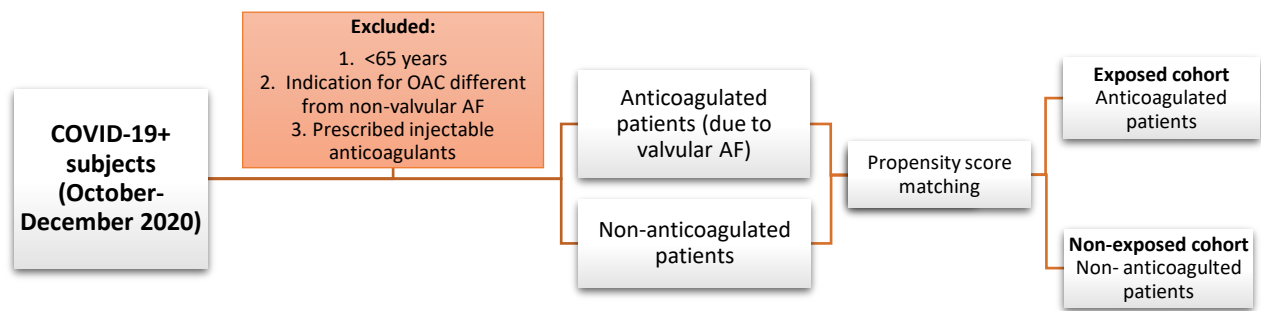 COVID-19+
subjects
(October-
December 2020)
Excluded:
1. <65 years
2. Indication for OAC different
from non-valvular AF
3. Prescribed injectable
anticoagulants
Anticoagulated
patients (due to
valvular AF)
Non-anticoagulated
patients
Propensity score
matching
Exposed cohort
Anticoagulated
patients
Non-exposed cohort
Non- anticoagulted
patients